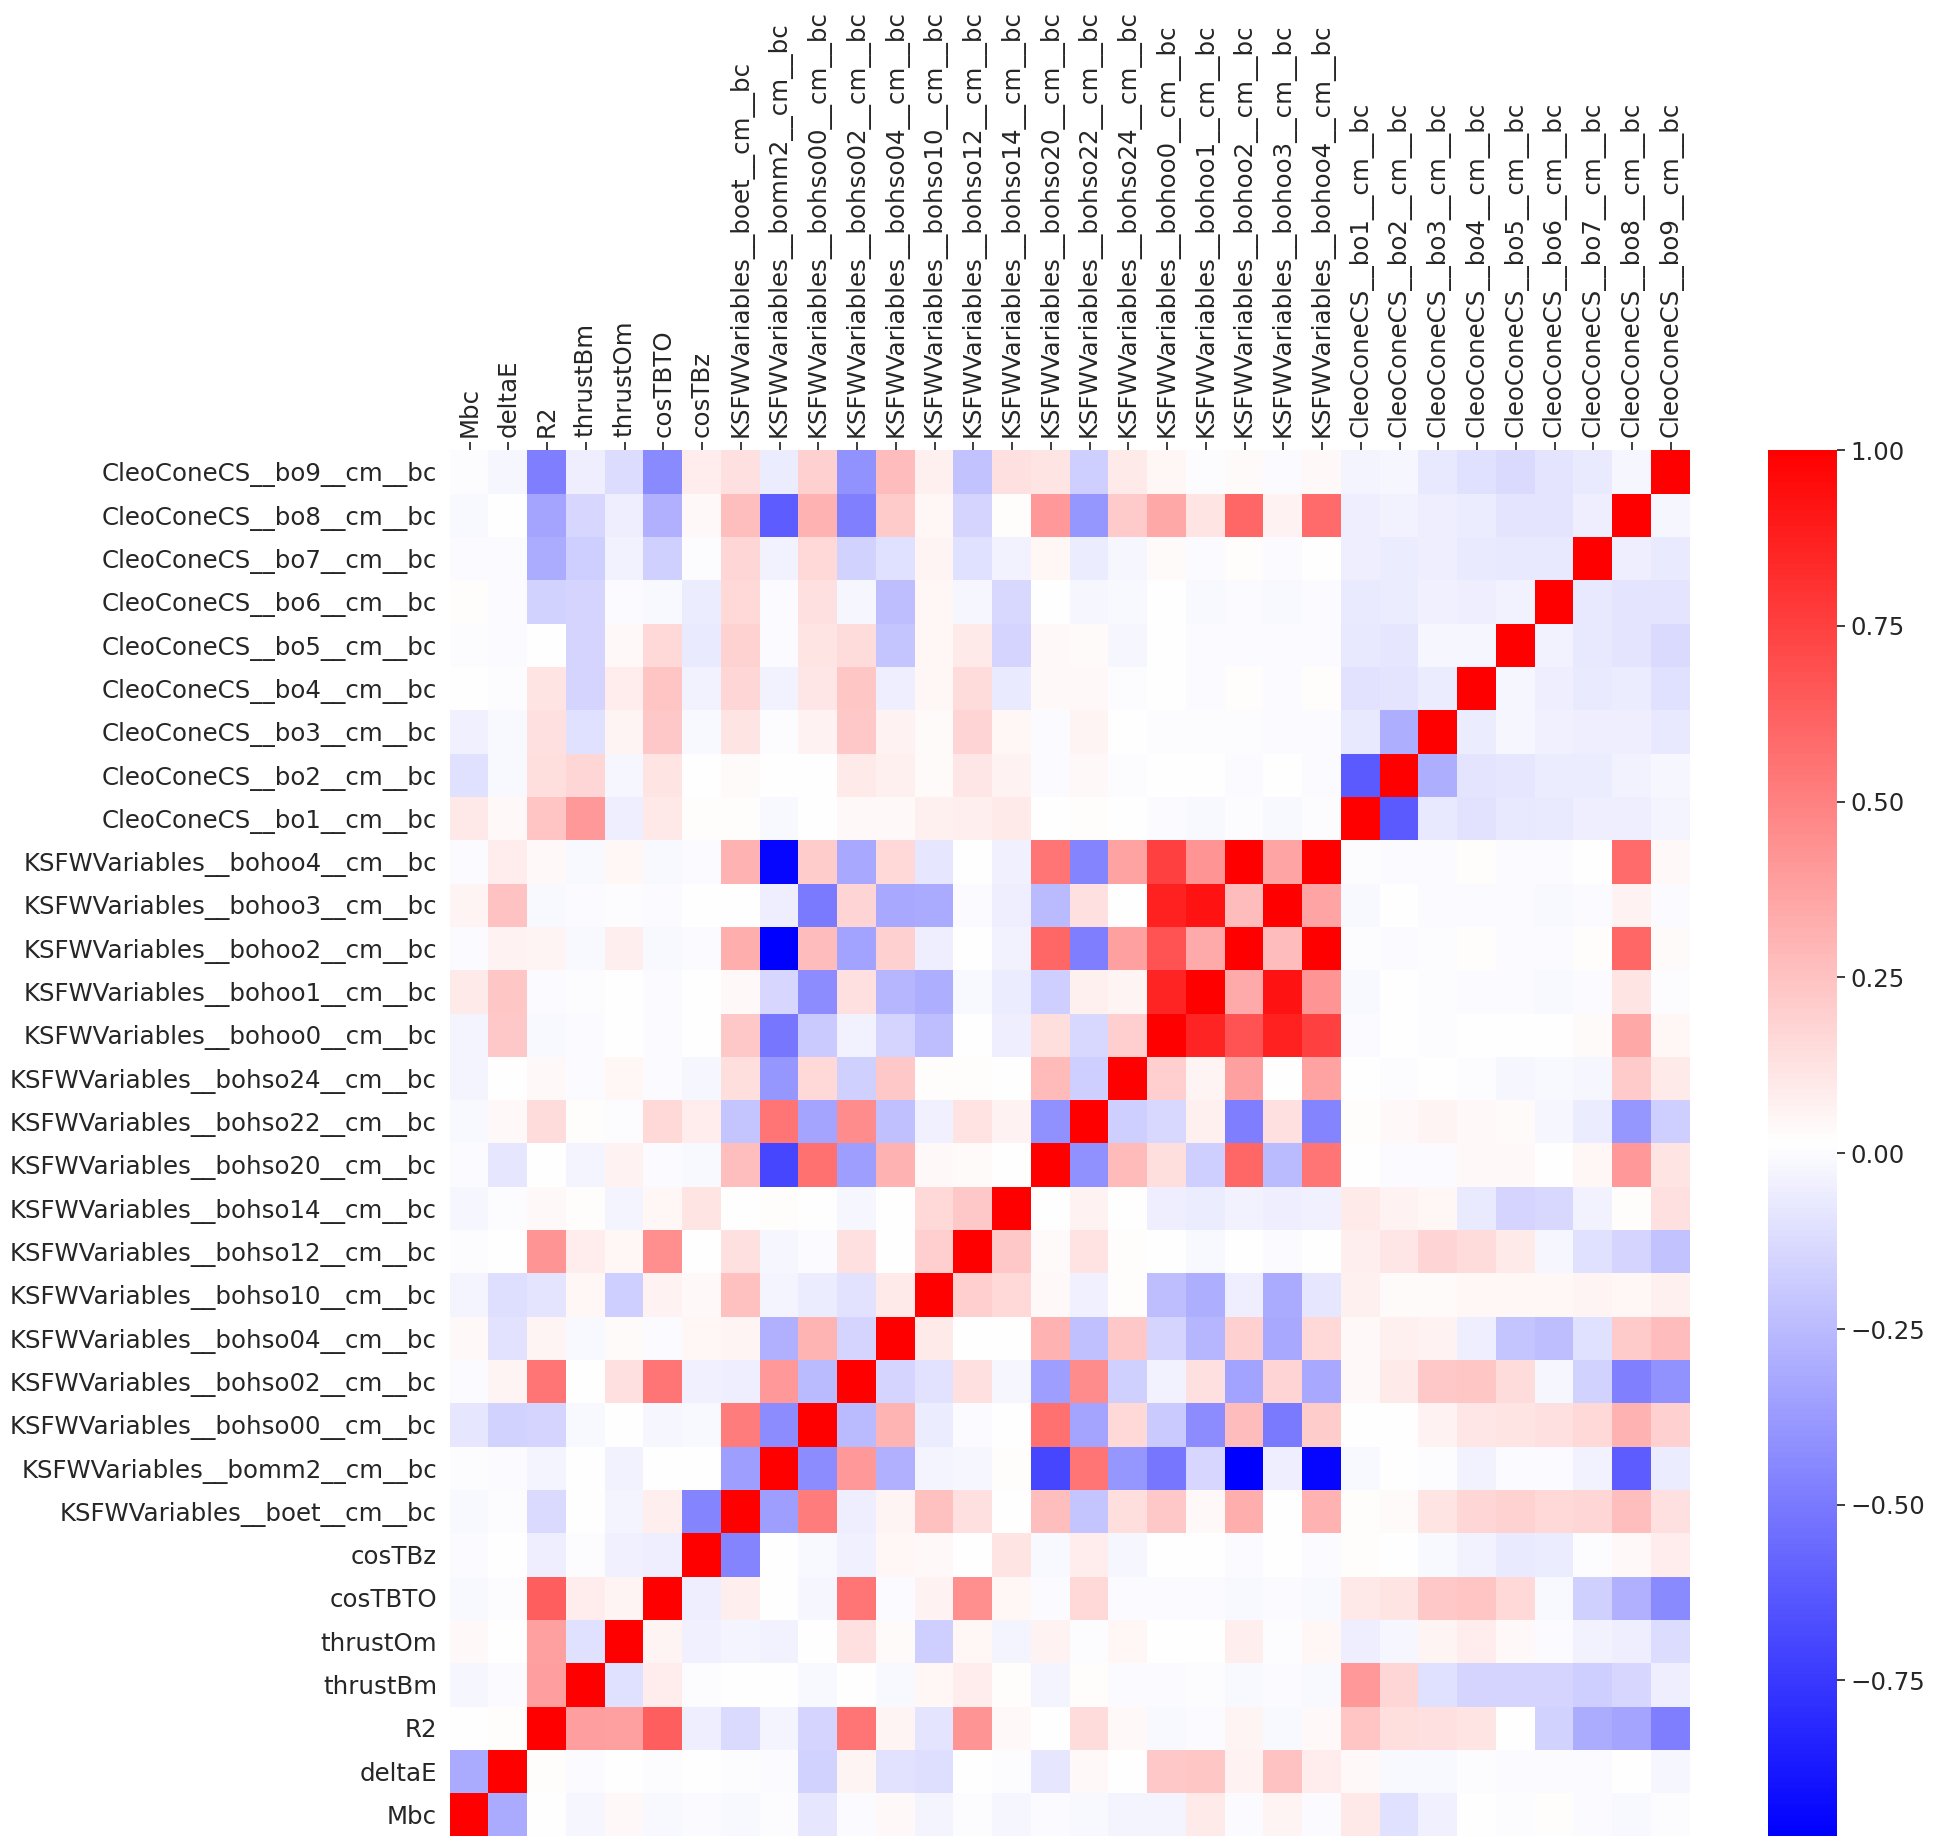 Mbc
deltaE
R2
thrustBm
thrustOm
cosTBTO
cosTBz
KSFWVariables__boet__cm__bc
KSFWVariables__bomm2__cm__bc
KSFWVariables__bohso00__cm__bc
KSFWVariables__bohso02__cm__bc
KSFWVariables__bohso04__cm__bc
KSFWVariables__bohso10__cm__bc
KSFWVariables__bohso12__cm__bc
KSFWVariables__bohso14__cm__bc
KSFWVariables__bohso20__cm__bc
KSFWVariables__bohso22__cm__bc
KSFWVariables__bohso24__cm__bc
KSFWVariables__bohoo0__cm__bc
KSFWVariables__bohoo1__cm__bc
KSFWVariables__bohoo2__cm__bc
KSFWVariables__bohoo3__cm__bc
KSFWVariables__bohoo4__cm__bc
CleoConeCS__bo1__cm__bc
CleoConeCS__bo2__cm__bc
CleoConeCS__bo3__cm__bc
CleoConeCS__bo4__cm__bc
CleoConeCS__bo5__cm__bc
CleoConeCS__bo6__cm__bc
CleoConeCS__bo7__cm__bc
CleoConeCS__bo8__cm__bc
CleoConeCS__bo9__cm__bc
CleoConeCS__bo9__cm__bc
CleoConeCS__bo8__cm__bc
CleoConeCS__bo7__cm__bc
CleoConeCS__bo6__cm__bc
CleoConeCS__bo5__cm__bc
CleoConeCS__bo4__cm__bc
CleoConeCS__bo3__cm__bc
CleoConeCS__bo2__cm__bc
CleoConeCS__bo1__cm__bc
KSFWVariables__bohoo4__cm__bc
KSFWVariables__bohoo3__cm__bc
KSFWVariables__bohoo2__cm__bc
KSFWVariables__bohoo1__cm__bc
KSFWVariables__bohoo0__cm__bc
KSFWVariables__bohso24__cm__bc
KSFWVariables__bohso22__cm__bc
KSFWVariables__bohso20__cm__bc
KSFWVariables__bohso14__cm__bc
KSFWVariables__bohso12__cm__bc
KSFWVariables__bohso10__cm__bc
KSFWVariables__bohso04__cm__bc
KSFWVariables__bohso02__cm__bc
KSFWVariables__bohso00__cm__bc
KSFWVariables__bomm2__cm__bc
KSFWVariables__boet__cm__bc
cosTBz
cosTBTO
thrustOm
thrustBm
R2
deltaE
Mbc
1.00
0.75
0.50
0.25
0.00
−0.25
−0.50
−0.75